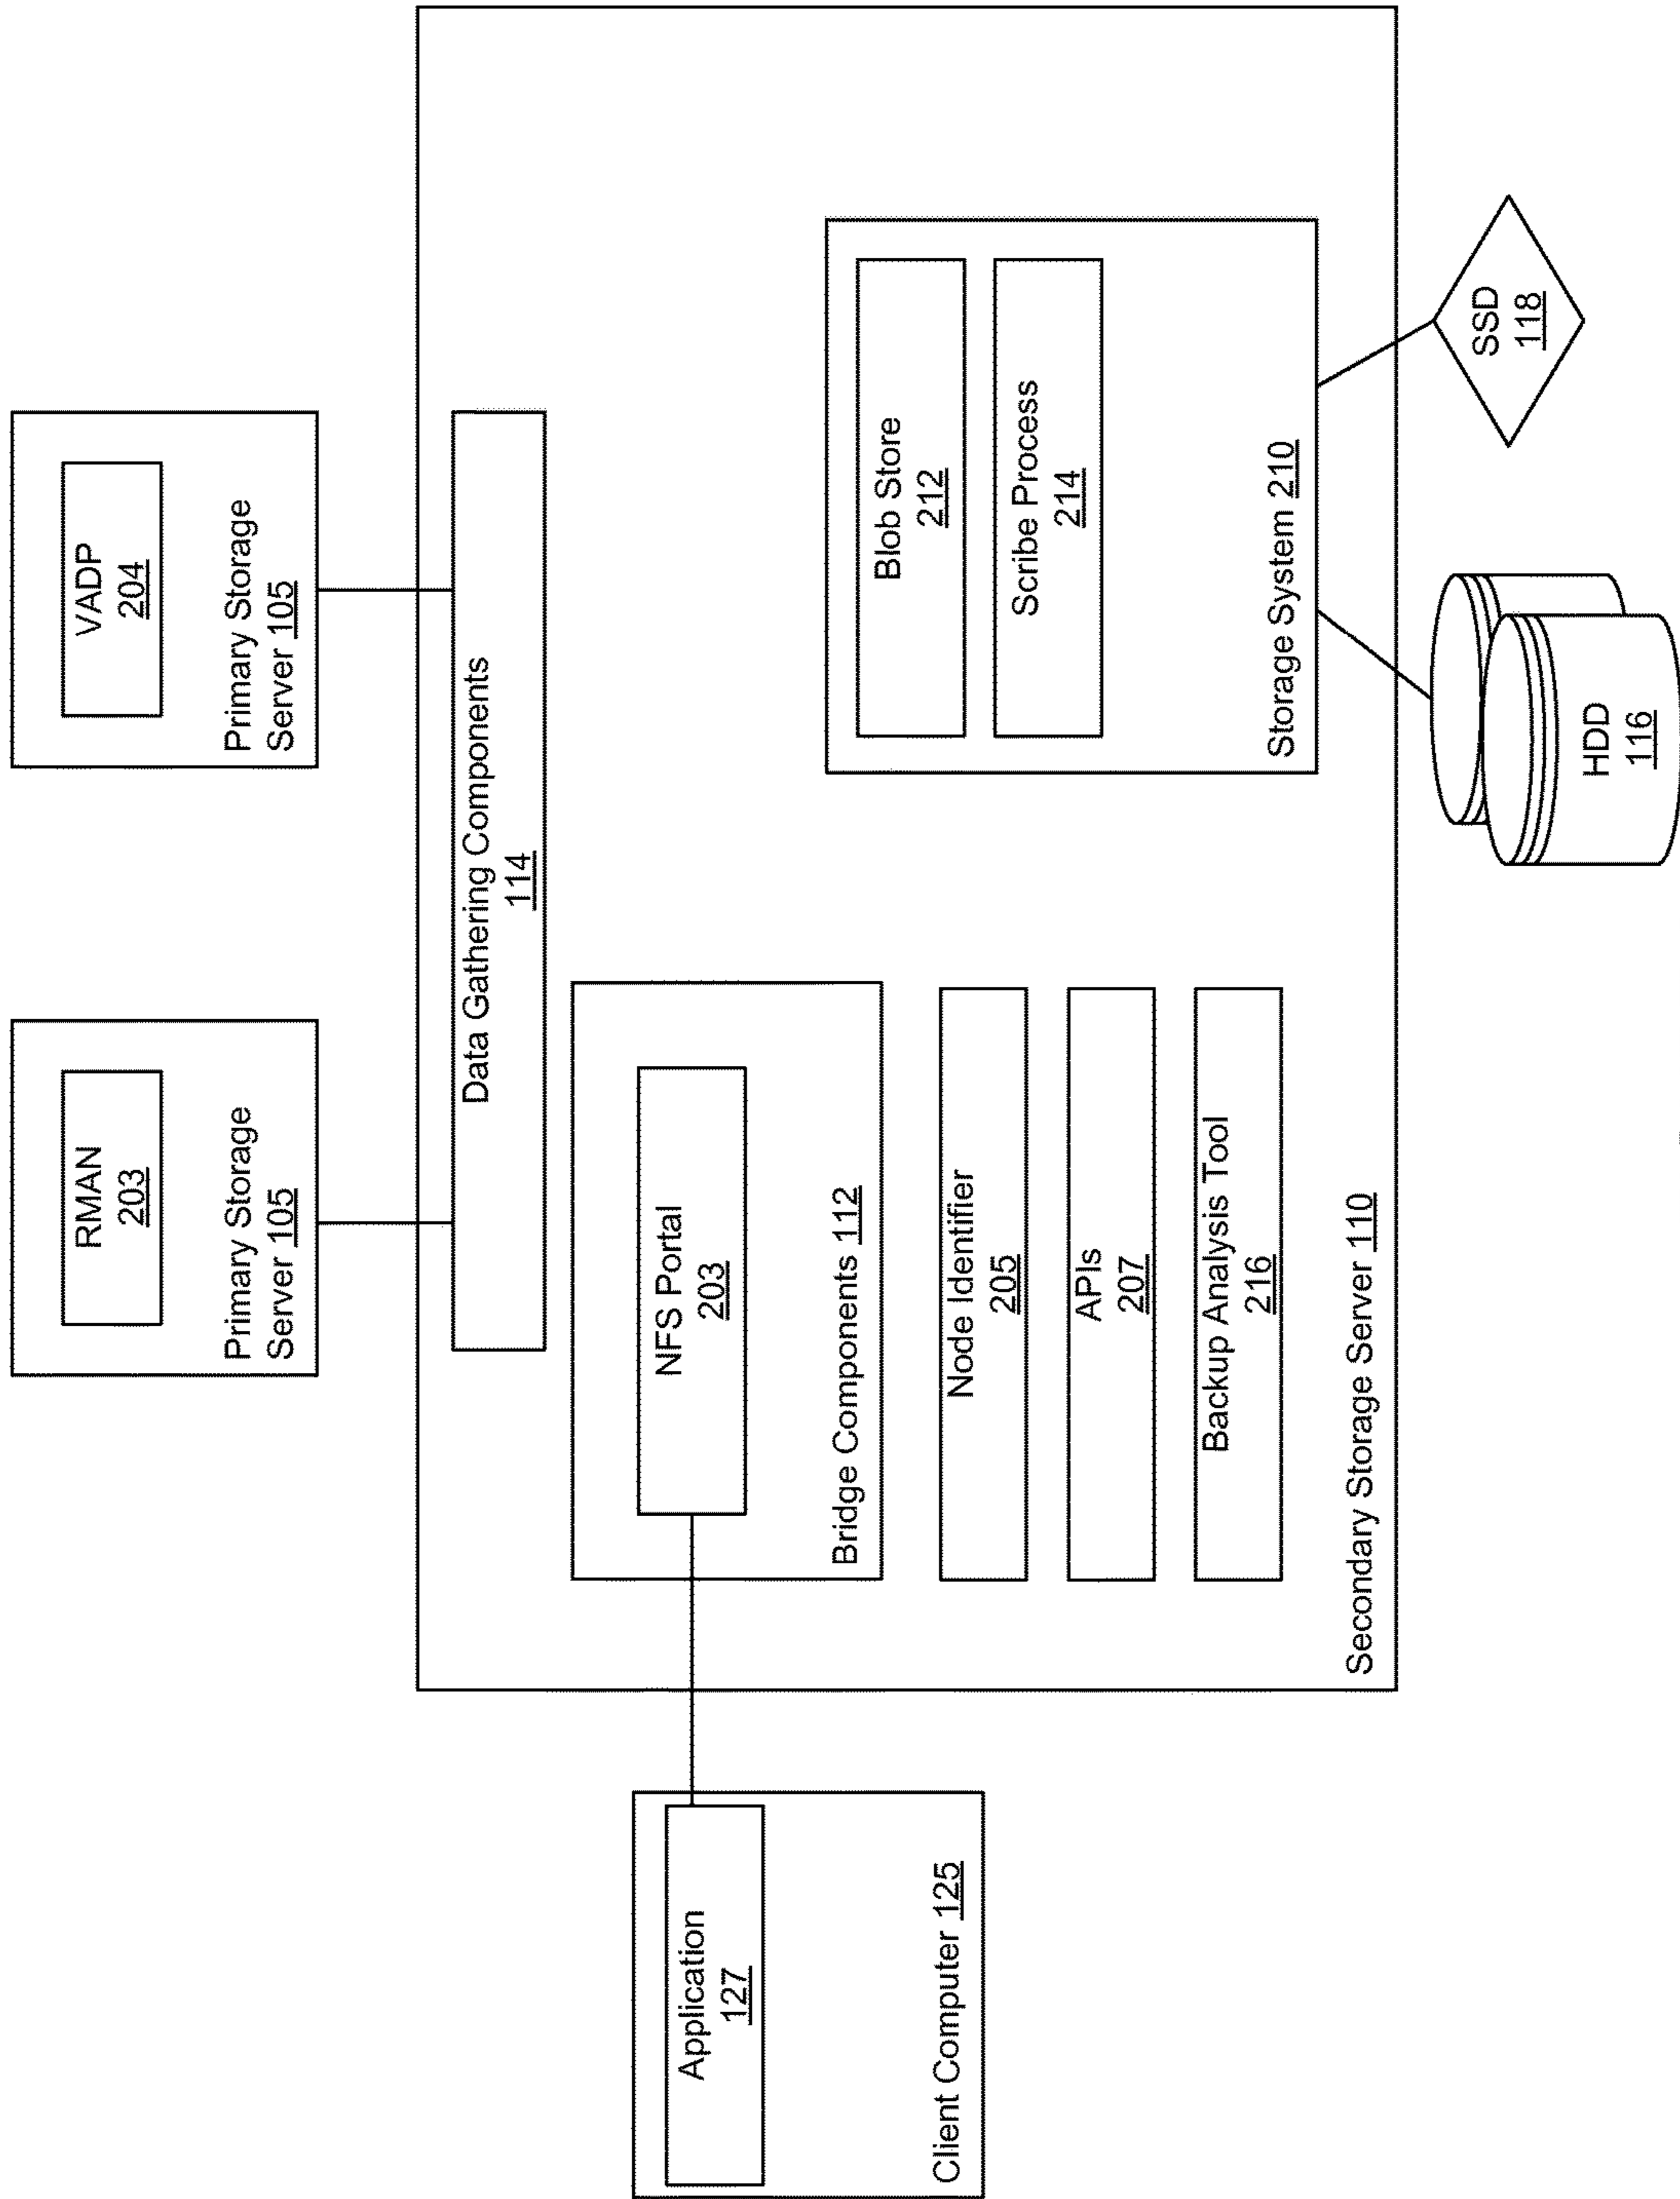 RMAN
203
Primary Storage
Server 105
VADP
204
Primary Storage
Server 105
Data Gathering Components
114
Application
127
Client Computer 125
NFS Portal
203
Bridge Components 112
Node Identifier
205
APIs
207
Backup Analysis Tool
216
Blob Store
212
Scribe Process
214
Storage System 210
Secondary Storage Server 110
HDD
116
SSD
118